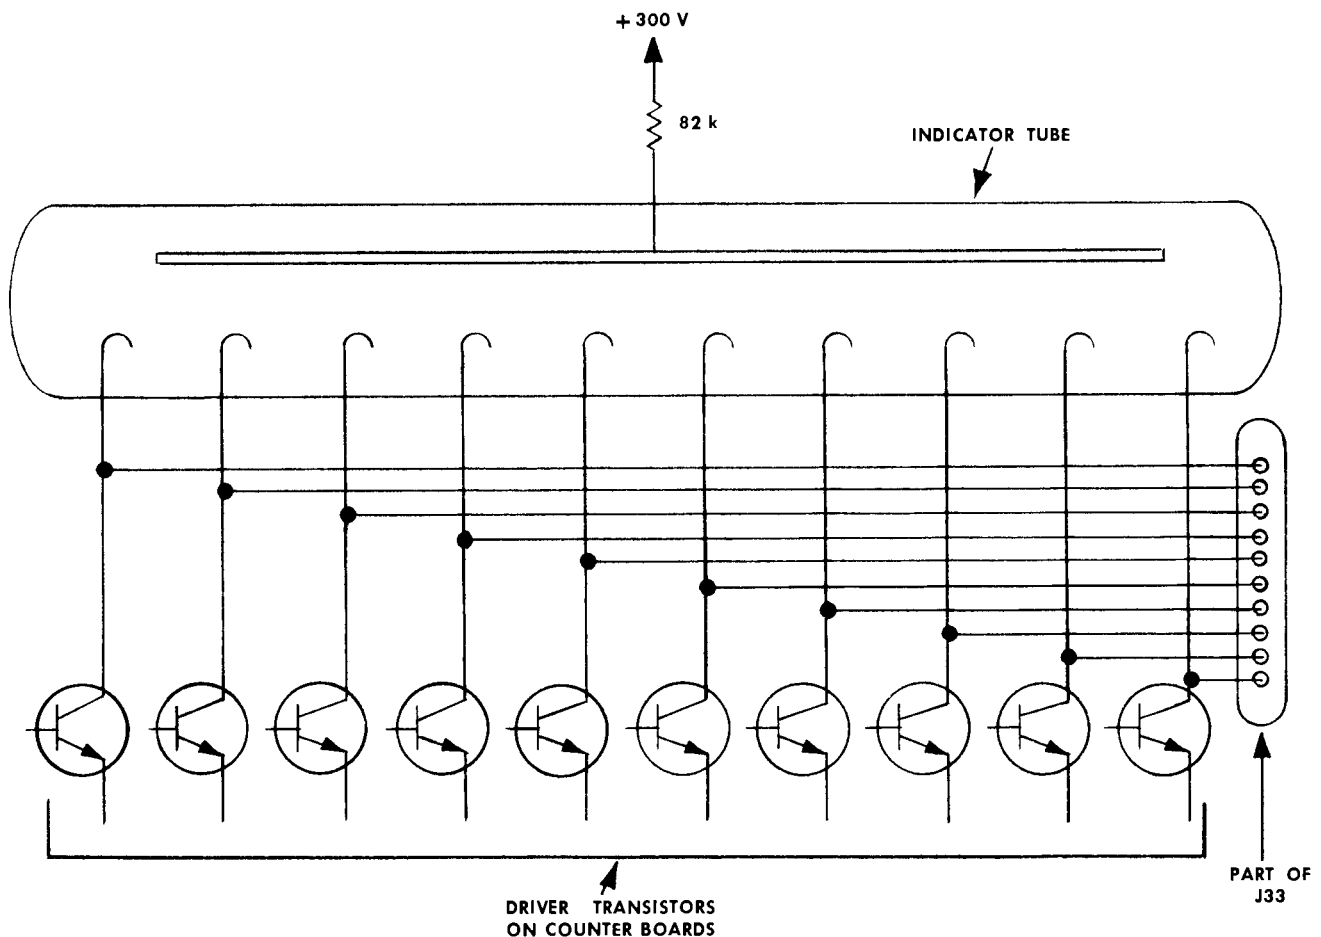 +300 V
82 k
INDICATOR TUBE
PART OF
J33
DRIVER TRANSISTORS
ON COUNTER BOARDS